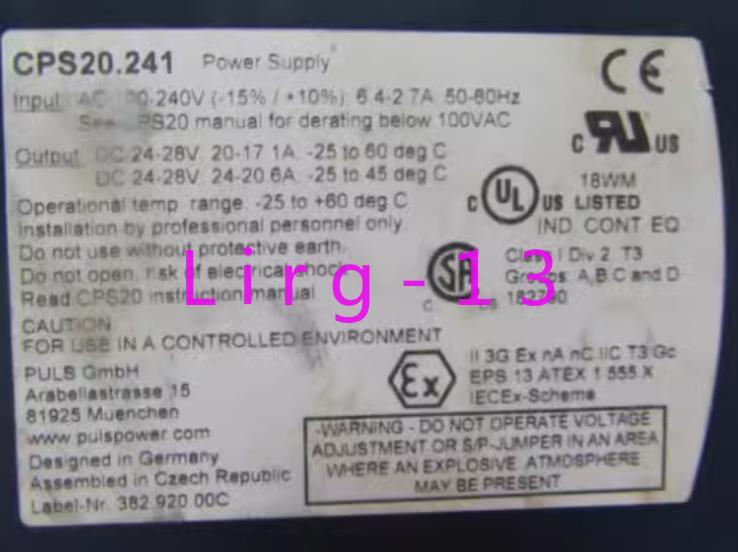 CPS20.241 Power Supply
Input: AC 100-240V (-15% / +10%) 6.4-2.7A, 50-60Hz
See CPS20 manual for derating below 100VAC
Output: DC 24-28V, 20-17.1A, -25 to 60 deg C
DC 24-28V, 24-20.6A, -25 to 45 deg C
Operational temp. range: -25 to +60 deg C
Installation by professional personnel only.
Do not use without protective earth.
Do not open, risk of electrical shock
Read CPS20 instruction manual
CAUTION
FOR USE IN A CONTROLLED ENVIRONMENT
PULS GmbH
Arabellastrasse 15
81925 Muenchen
www.pulspower.com
Designed in Germany
Assembled in Czech Republic
Label-Nr. 382.920.00C
CE
C RU US
18WM
C UL US LISTED
IND. CONT. EQ.
Class I Div 2, T3
Groups: A,B,C and D
C SA US
Ex
II 3G Ex nA nC IIC T3 Gc
EPS 13 ATEX 1 555 X
IECEx-Scheme
-WARNING - DO NOT OPERATE VOLTAGE
ADJUSTMENT OR S/P-JUMPER IN AN AREA
WHERE AN EXPLOSIVE ATMOSPHERE
MAY BE PRESENT
Lirg-13